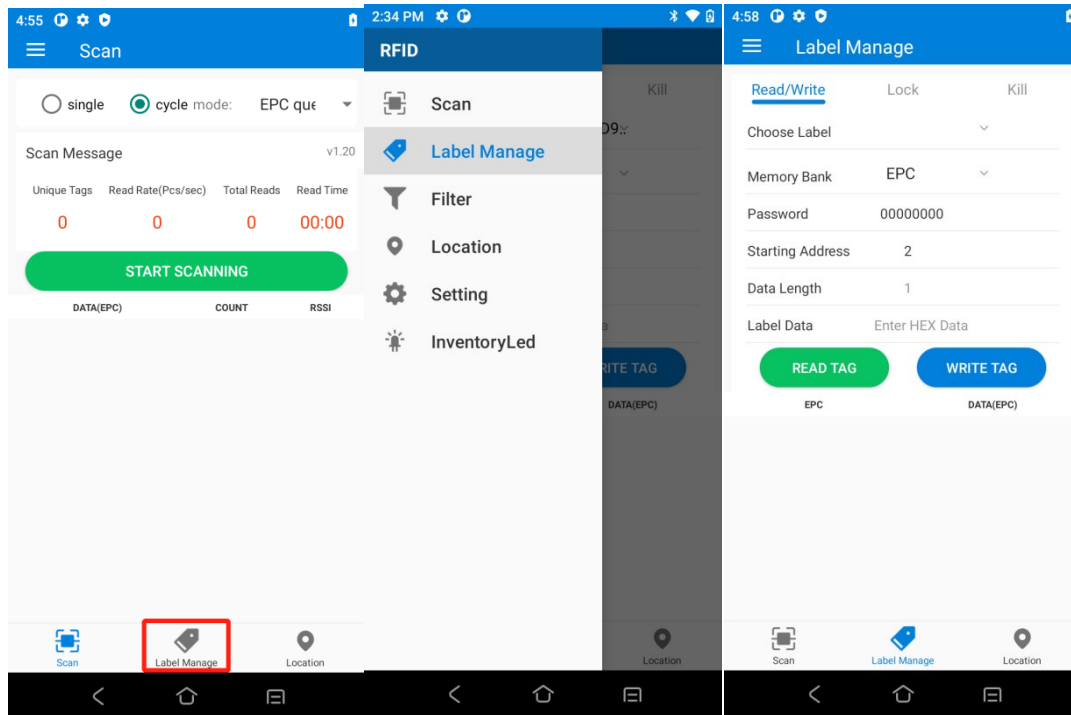 4:55
Scan
single
cycle mode: EPC que
Scan Message v1.20
Unique Tags Read Rate(Pcs/sec) Total Reads Read Time
0 0 0 00:00
START SCANNING
DATA(EPC) COUNT RSSI
Scan Label Manage Location
2:34 PM
RFID
Scan
Label Manage
Filter
Location
Setting
InventoryLed
Kill
D9..
RITE TAG
DATA(EPC)
Location
4:58
Label Manage
Read/Write Lock Kill
Choose Label
Memory Bank EPC
Password 00000000
Starting Address 2
Data Length 1
Label Data Enter HEX Data
READ TAG WRITE TAG
EPC DATA(EPC)
Scan Label Manage Location